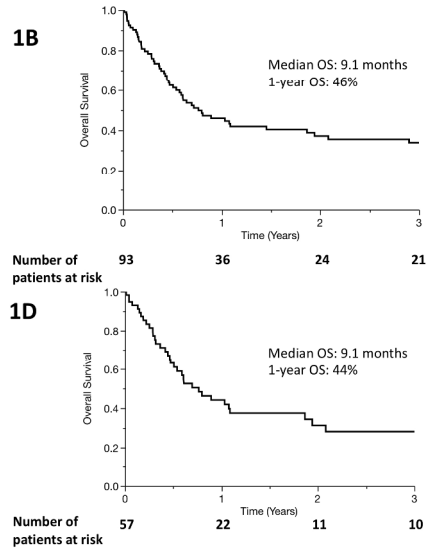 1B
1.0
0.8
0.6
0.4
0.2
0.0
Overall Survival
Median OS: 9.1 months
1-year OS: 46%
0 1 2 3
Time (Years)
Number of
patients at risk
93 36 24 21
1D
1.0
0.8
0.6
0.4
0.2
0.0
Overall Survival
Median OS: 9.1 months
1-year OS: 44%
0 1 2 3
Time (Years)
Number of
patients at risk
57 22 11 10